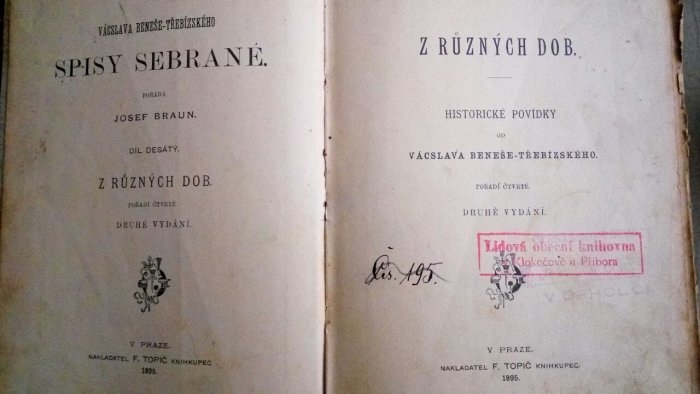 VÁCSLAVA BENEŠE-TŘEBÍZSKÉHO
SPISY SEBRANÉ.
POŘÁDÁ
JOSEF BRAUN.
DÍL DESÁTÝ.
Z RŮZNÝCH DOB.
POŘADÍ ČTVRTÉ.
DRUHÉ VYDÁNÍ.
V PRAZE.
NAKLADATEL F. TOPIČ KNIHKUPEC
1895.
Z RŮZNÝCH DOB.
HISTORICKÉ POVÍDKY
OD
VÁCSLAVA BENEŠE-TŘEBÍZSKÉHO.
POŘADÍ ČTVRTÉ.
DRUHÉ VYDÁNÍ.
Lidová obecní knihovna
Klokočově u Příbora
Čís. 195.
V PRAZE.
NAKLADATEL F. TOPIČ KNIHKUPEC.
1895.